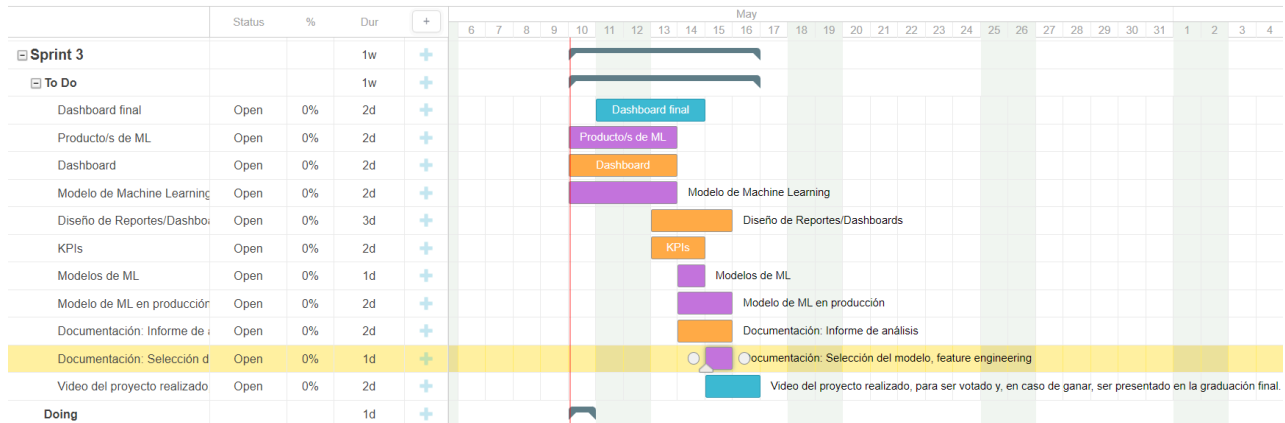 May
Status % Dur +
6 7 8 9 10 11 12 13 14 15 16 17 18 19 20 21 22 23 24 25 26 27 28 29 30 31 1 2 3 4
Sprint 3 1w
To Do 1w
Dashboard final Open 0% 2d Dashboard final
Producto/s de ML Open 0% 2d Producto/s de ML
Dashboard Open 0% 2d Dashboard
Modelo de Machine Learning Open 0% 2d Modelo de Machine Learning
Diseño de Reportes/Dashboa Open 0% 3d Diseño de Reportes/Dashboards
KPIs Open 0% 2d KPIs
Modelos de ML Open 0% 1d Modelos de ML
Modelo de ML en producción Open 0% 2d Modelo de ML en producción
Documentación: Informe de a Open 0% 2d Documentación: Informe de análisis
Documentación: Selección d Open 0% 1d Documentación: Selección del modelo, feature engineering
Video del proyecto realizado Open 0% 2d Video del proyecto realizado, para ser votado y, en caso de ganar, ser presentado en la graduación final.
Doing 1d